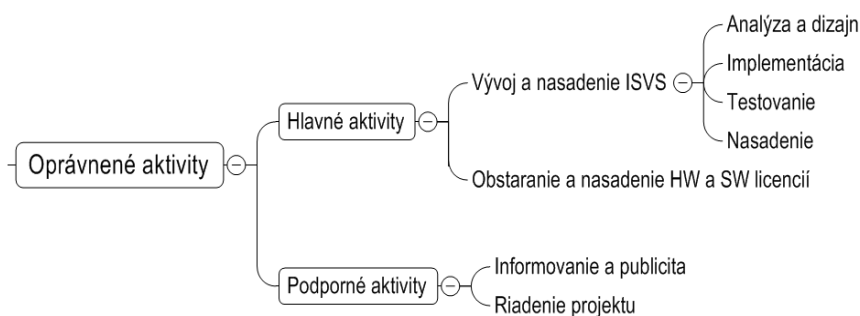 Oprávnené aktivity
Hlavné aktivity
Vývoj a nasadenie ISVS
Analýza a dizajn
Implementácia
Testovanie
Nasadenie
Obstaranie a nasadenie HW a SW licencií
Podporné aktivity
Informovanie a publicita
Riadenie projektu